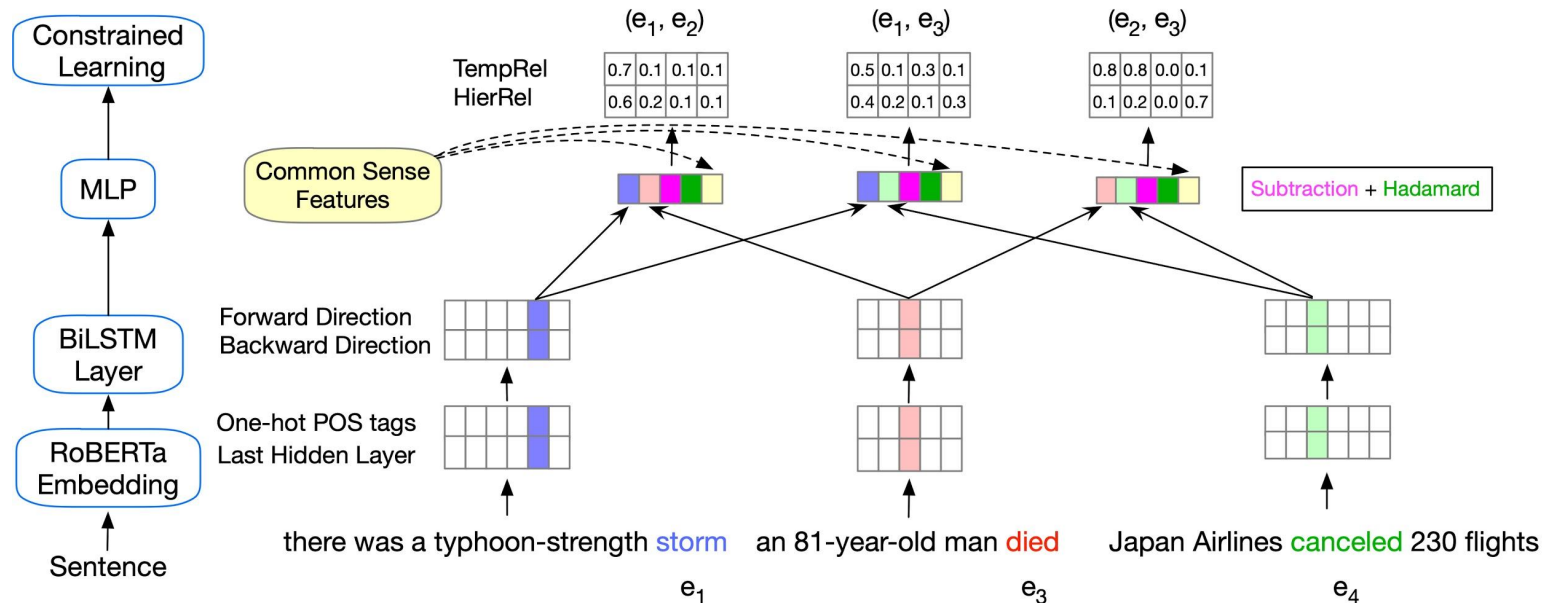 Constrained
Learning
MLP
BiLSTM
Layer
RoBERTa
Embedding
Sentence
(e1, e2)
(e1, e3)
(e2, e3)
TempRel
HierRel
0.7 0.1 0.1 0.1
0.6 0.2 0.1 0.1
0.5 0.1 0.3 0.1
0.4 0.2 0.1 0.3
0.8 0.8 0.0 0.1
0.1 0.2 0.0 0.7
Common Sense
Features
Subtraction + Hadamard
Forward Direction
Backward Direction
One-hot POS tags
Last Hidden Layer
there was a typhoon-strength storm
an 81-year-old man died
Japan Airlines canceled 230 flights
e1
e3
e4